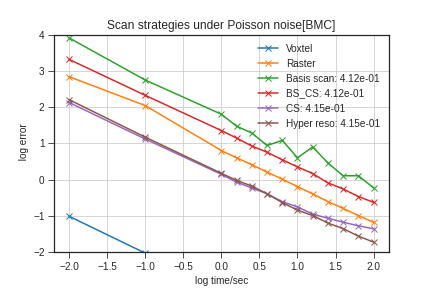 Scan strategies under Poisson noise[BMC]
log error
4
3
2
1
0
−1
−2
Voxtel
Raster
Basis scan: 4.12e-01
BS_CS: 4.12e-01
CS: 4.15e-01
Hyper reso: 4.15e-01
−2.0 −1.5 −1.0 −0.5 0.0 0.5 1.0 1.5 2.0
log time/sec